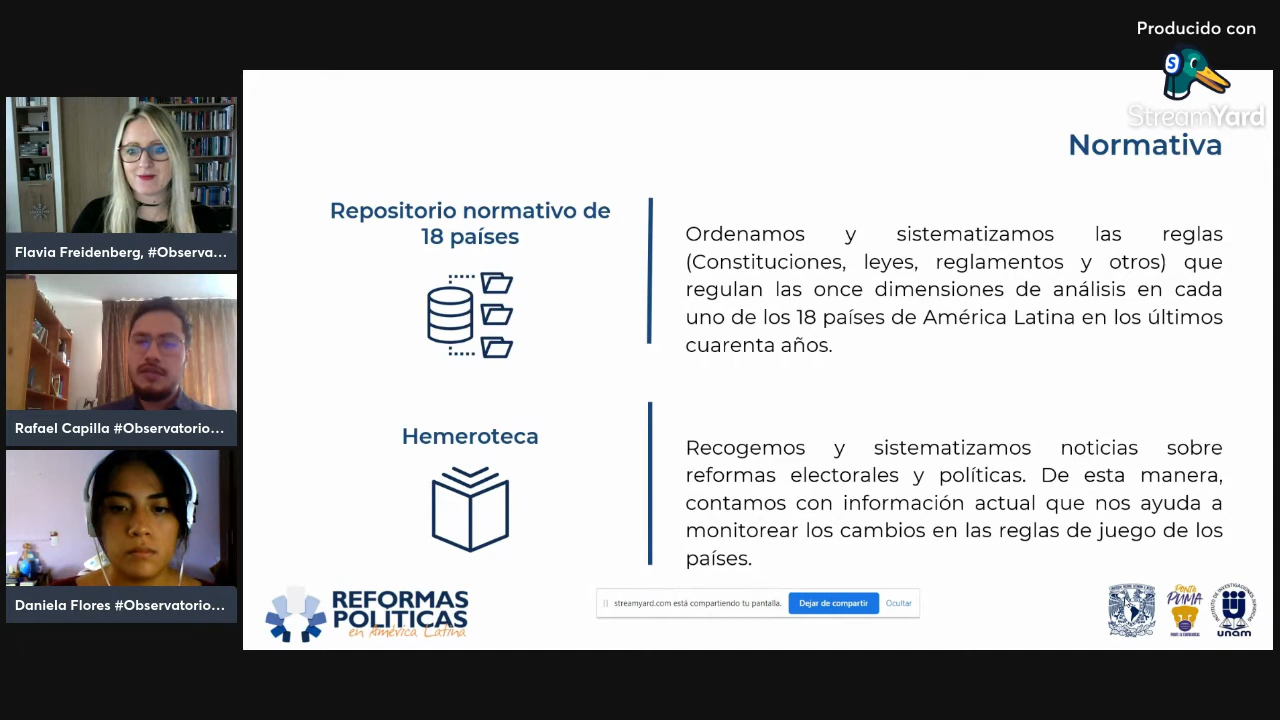 Producido con
StreamYard
Normativa
Repositorio normativo de
18 países
Ordenamos y sistematizamos las reglas
(Constituciones, leyes, reglamentos y otros) que
regulan las once dimensiones de análisis en cada
uno de los 18 países de América Latina en los últimos
cuarenta años.
Hemeroteca
Recogemos y sistematizamos noticias sobre
reformas electorales y políticas. De esta manera,
contamos con información actual que nos ayuda a
monitorear los cambios en las reglas de juego de los
países.
Flavia Freidenberg, #Observa...
Rafael Capilla #Observatorio...
Daniela Flores #Observatorio...
REFORMAS
POLÍTICAS
en América Latina
streamyard.com está compartiendo tu pantalla.
Dejar de compartir
Ocultar
PONTE
PUMA
UNAM